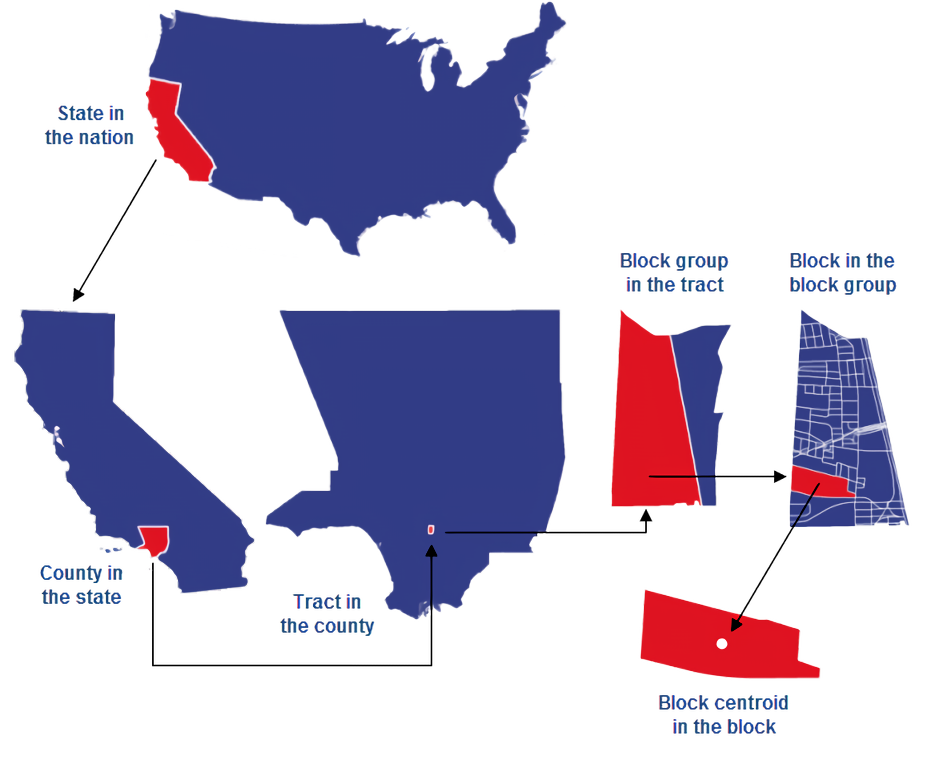 State in
the nation
Block group
in the tract
Block in the
block group
County in
the state
Tract in
the county
Block centroid
in the block